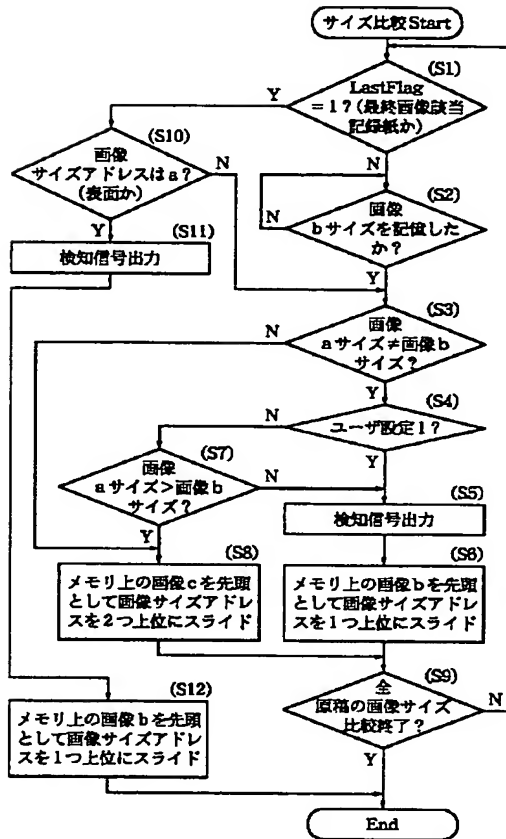 サイズ比較Start
(S1)
LastFlag
=1?(最終画像該当
記録紙か)
Y
(S10)
画像
サイズアドレスはa?
(表面か)
N
N
(S2)
画像
bサイズを記憶した
か?
N
Y
Y
(S11)
検知信号出力
(S3)
画像
aサイズ≠画像b
サイズ?
N
Y
(S4)
ユーザ設定1?
N
Y
(S7)
画像
aサイズ>画像b
サイズ?
N
Y
(S5)
検知信号出力
(S8)
メモリ上の画像cを先頭
として画像サイズアドレ
スを2つ上位にスライド
(S6)
メモリ上の画像bを先頭
として画像サイズアドレ
スを1つ上位にスライド
(S9)
全
原稿の画像サイズ
比較終了?
N
Y
(S12)
メモリ上の画像bを先頭
として画像サイズアドレ
スを1つ上位にスライド
End